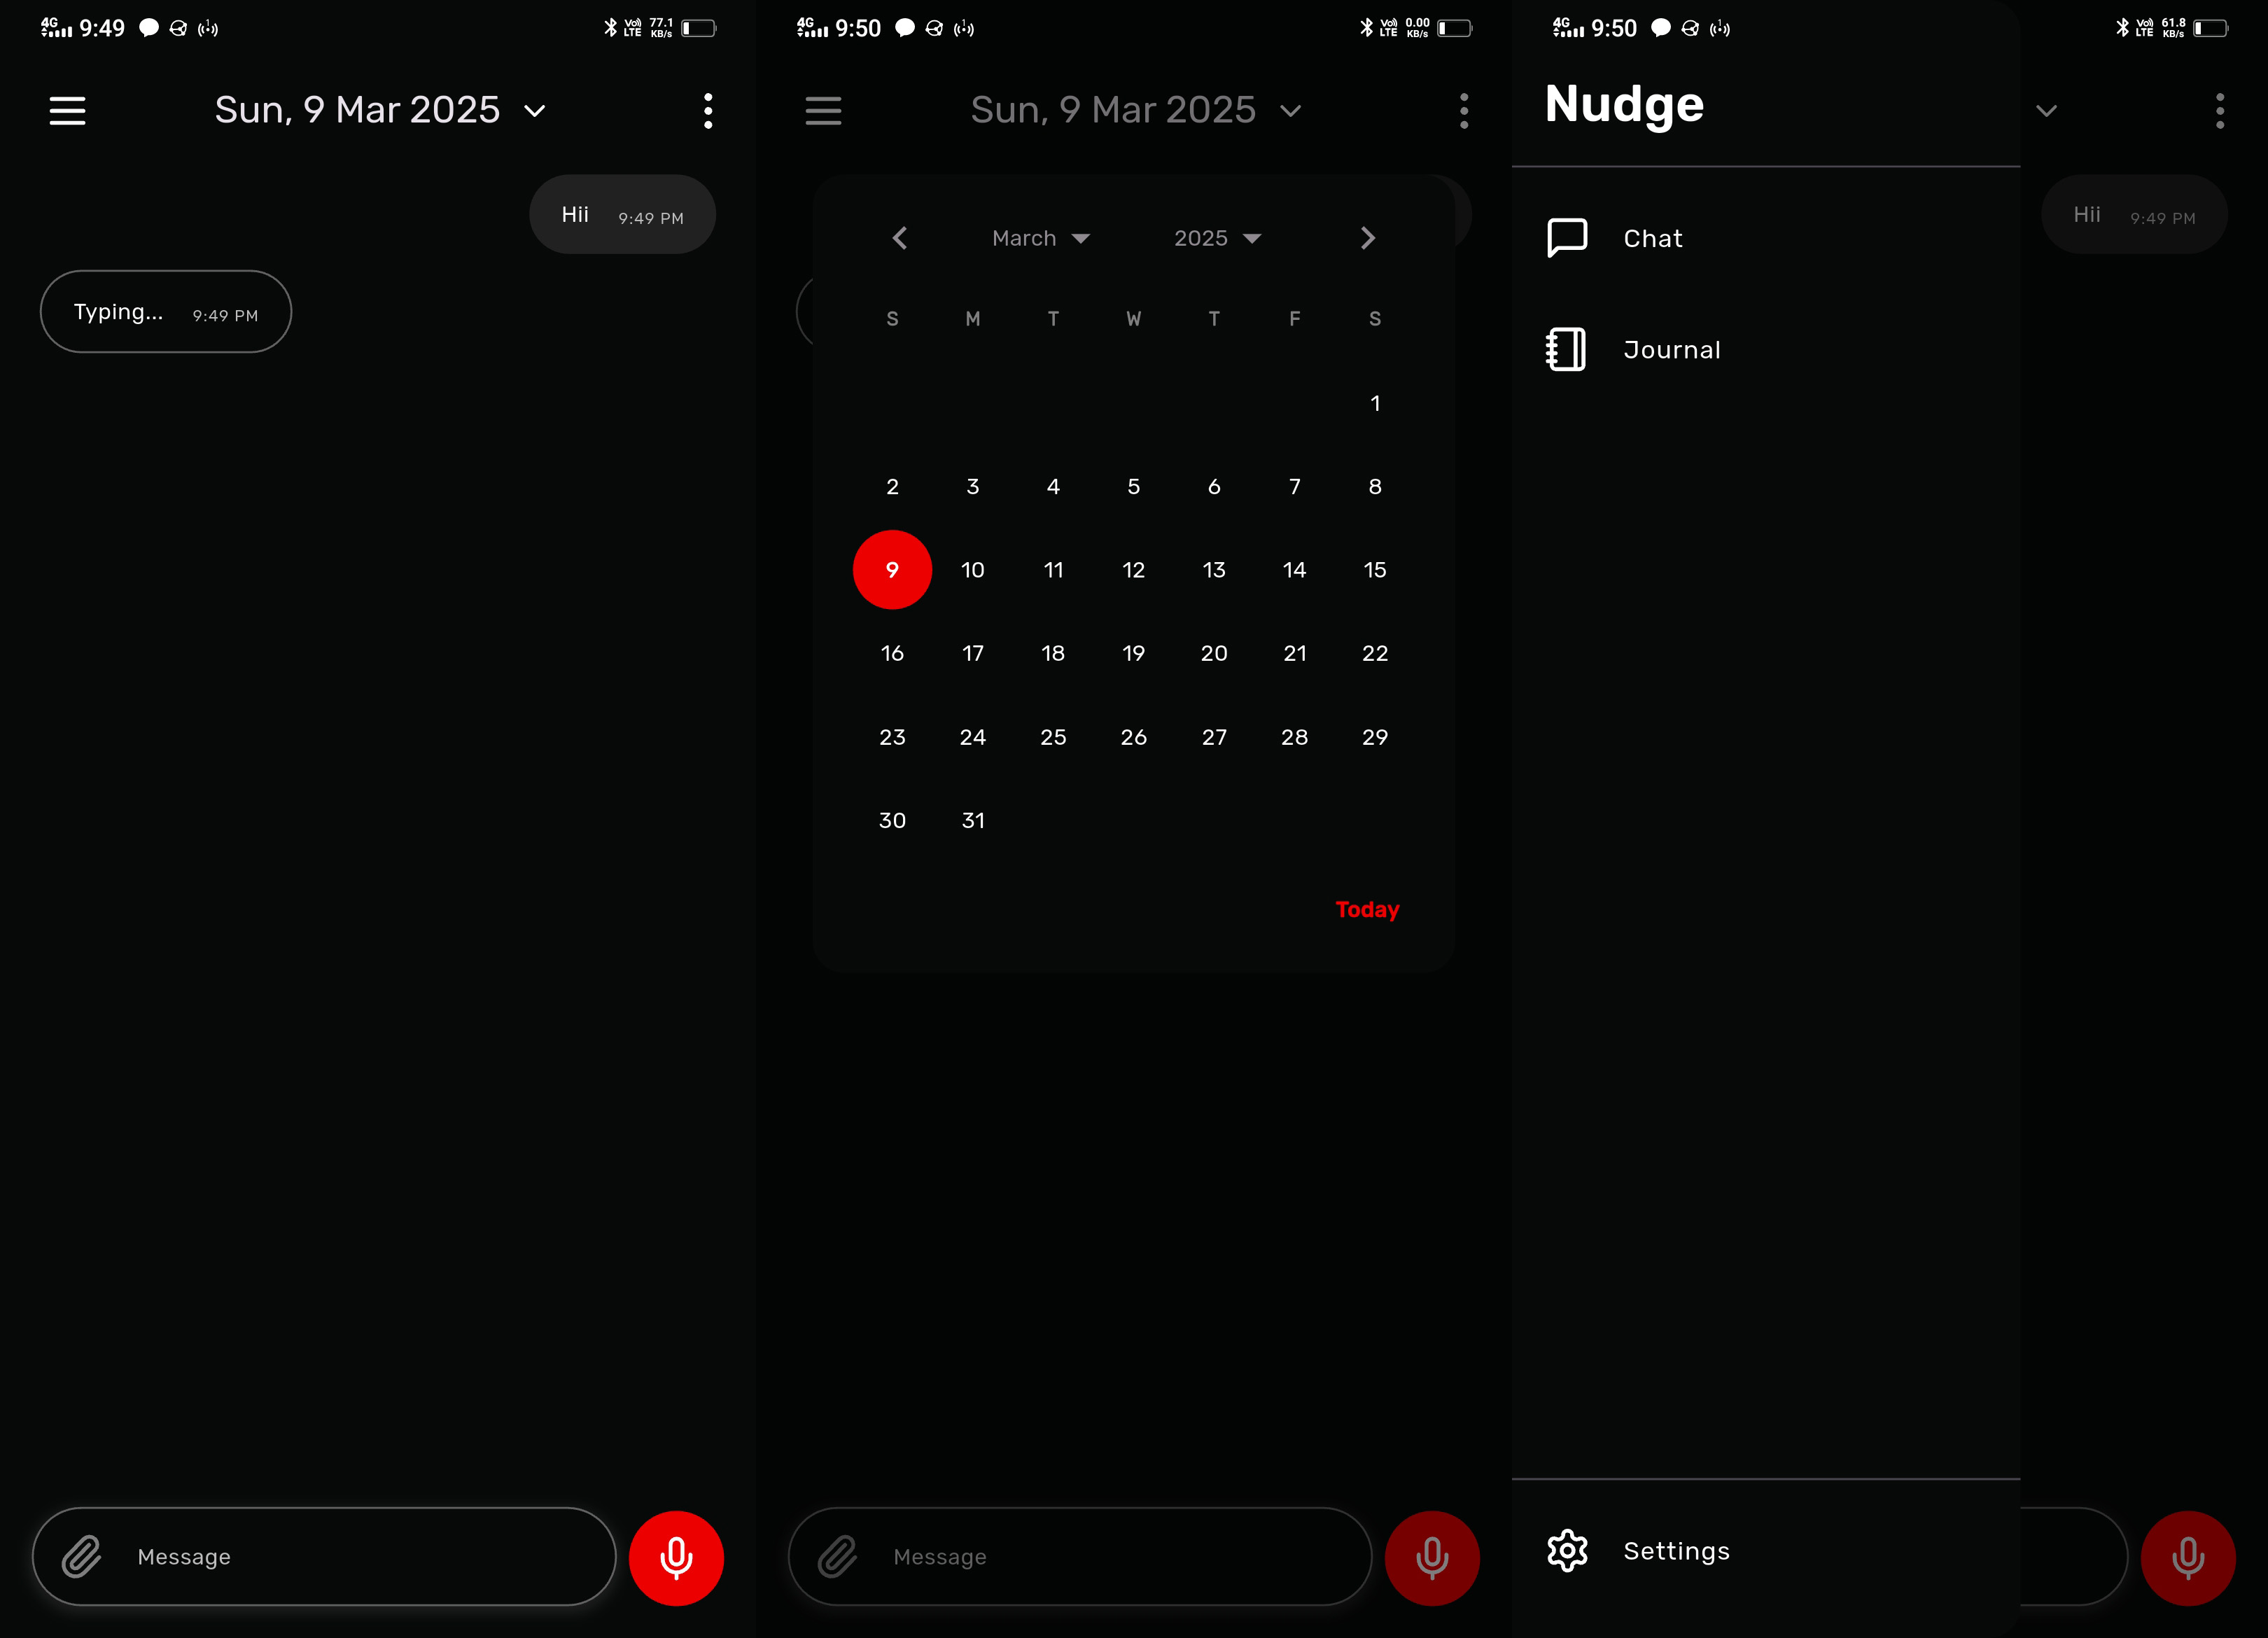 4G 9:49 Vo) LTE 77.1 KB/s
Sun, 9 Mar 2025
Hii 9:49 PM
Typing... 9:49 PM
Message
4G 9:50 Vo) LTE 0.00 KB/s
Sun, 9 Mar 2025
March 2025
S M T W T F S
1
2 3 4 5 6 7 8
9 10 11 12 13 14 15
16 17 18 19 20 21 22
23 24 25 26 27 28 29
30 31
Today
Message
4G 9:50 Vo) LTE 61.8 KB/s
Nudge
Hii 9:49 PM
Chat
Journal
Settings